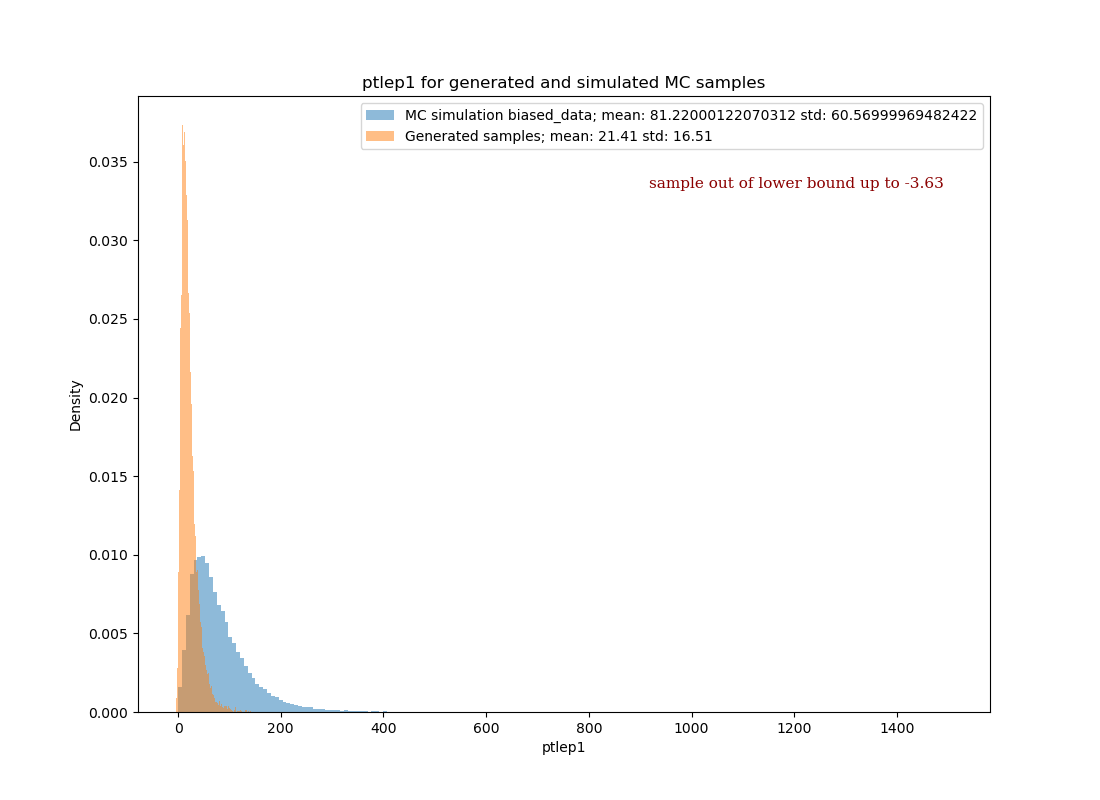 ptlep1 for generated and simulated MC samples
MC simulation biased_data; mean: 81.22000122070312 std: 60.56999969482422
Generated samples; mean: 21.41 std: 16.51
sample out of lower bound up to -3.63
0.035
0.030
0.025
0.020
0.015
0.010
0.005
0.000
Density
0 200 400 600 800 1000 1200 1400
ptlep1